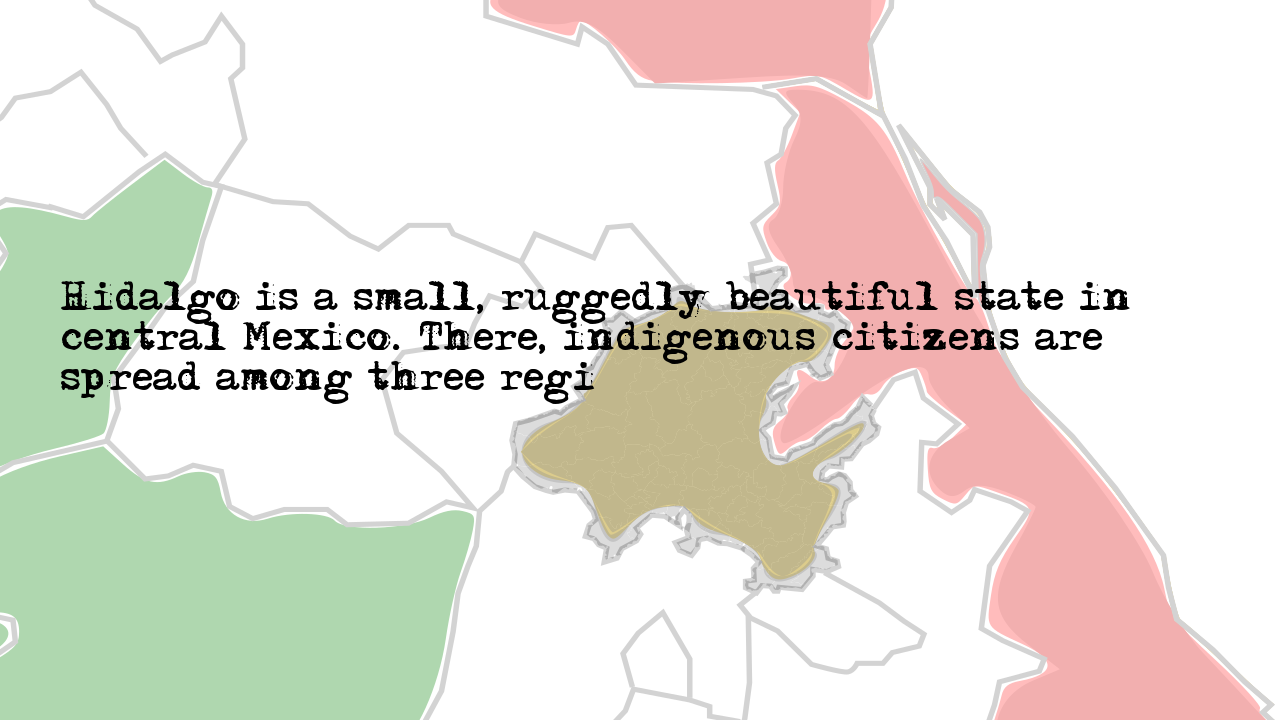 Hidalgo is a small, ruggedly beautiful state in
central Mexico. There, indigenous citizens are
spread among three regi